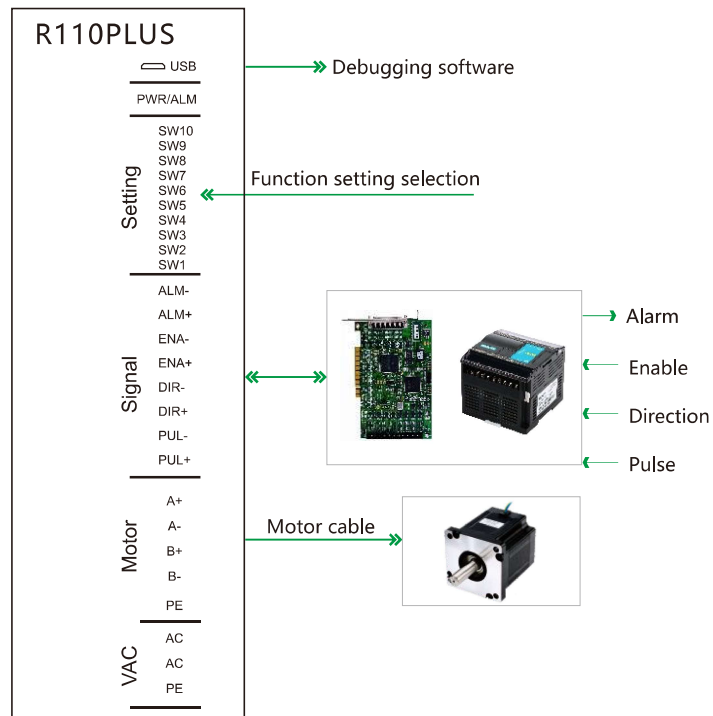 R110PLUS
USB
Debugging software
PWR/ALM
Setting
SW10
SW9
SW8
SW7
SW6
SW5
SW4
SW3
SW2
SW1
Function setting selection
Signal
ALM-
ALM+
ENA-
ENA+
DIR-
DIR+
PUL-
PUL+
Alarm
Enable
Direction
Pulse
Motor
A+
A-
B+
B-
PE
Motor cable
VAC
AC
AC
PE